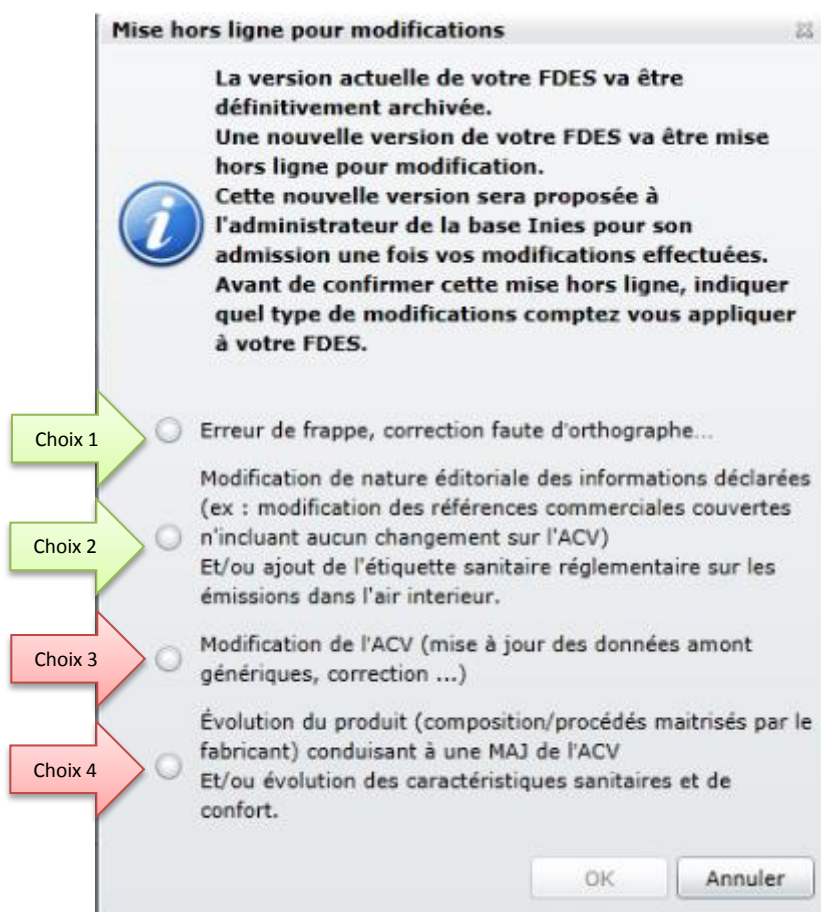 Mise hors ligne pour modifications
La version actuelle de votre FDES va être
définitivement archivée.
Une nouvelle version de votre FDES va être mise
hors ligne pour modification.
Cette nouvelle version sera proposée à
l'administrateur de la base Inies pour son
admission une fois vos modifications effectuées.
Avant de confirmer cette mise hors ligne, indiquer
quel type de modifications comptez vous appliquer
à votre FDES.
Choix 1
Erreur de frappe, correction faute d'orthographe...
Choix 2
Modification de nature éditoriale des informations déclarées
(ex : modification des références commerciales couvertes
n'incluant aucun changement sur l'ACV)
Et/ou ajout de l'étiquette sanitaire réglementaire sur les
émissions dans l'air interieur.
Choix 3
Modification de l'ACV (mise à jour des données amont
génériques, correction ...)
Choix 4
Évolution du produit (composition/procédés maitrisés par le
fabricant) conduisant à une MAJ de l'ACV
Et/ou évolution des caractéristiques sanitaires et de
confort.
OK
Annuler